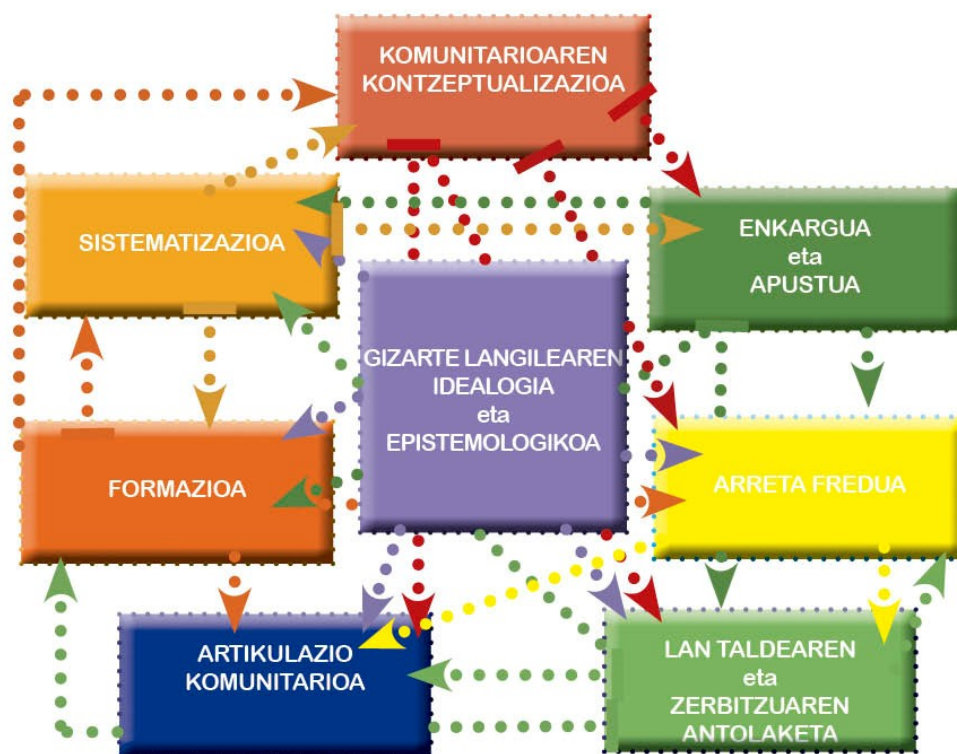 KOMUNITARIOAREN
KONTZEPTUALIZAZIOA
SISTEMATIZAZIOA
ENKARGUA
eta
APUSTUA
GIZARTE LANGILEAREN
IDEALOGIA
eta
EPISTEMOLOGIKOA
FORMAZIOA
ARRETA FREDUA
ARTIKULAZIO
KOMUNITARIOA
LAN TALDEAREN
eta
ZERBITZUAREN
ANTOLAKETA